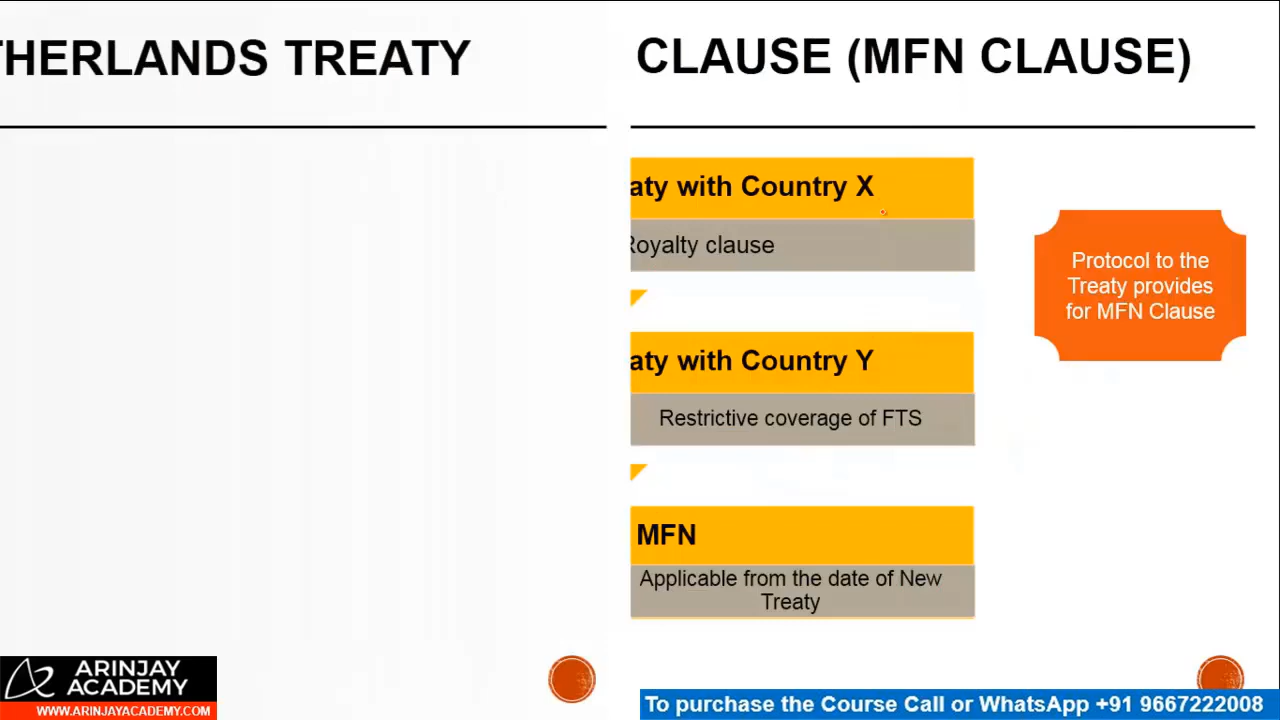 THERLANDS TREATY
CLAUSE (MFN CLAUSE)
aty with Country X
Royalty clause
Protocol to the
Treaty provides
for MFN Clause
aty with Country Y
Restrictive coverage of FTS
MFN
Applicable from the date of New
Treaty
ARINJAY
ACADEMY
WWW.ARINJAYACADEMY.COM
To purchase the Course Call or WhatsApp +91 9667222008